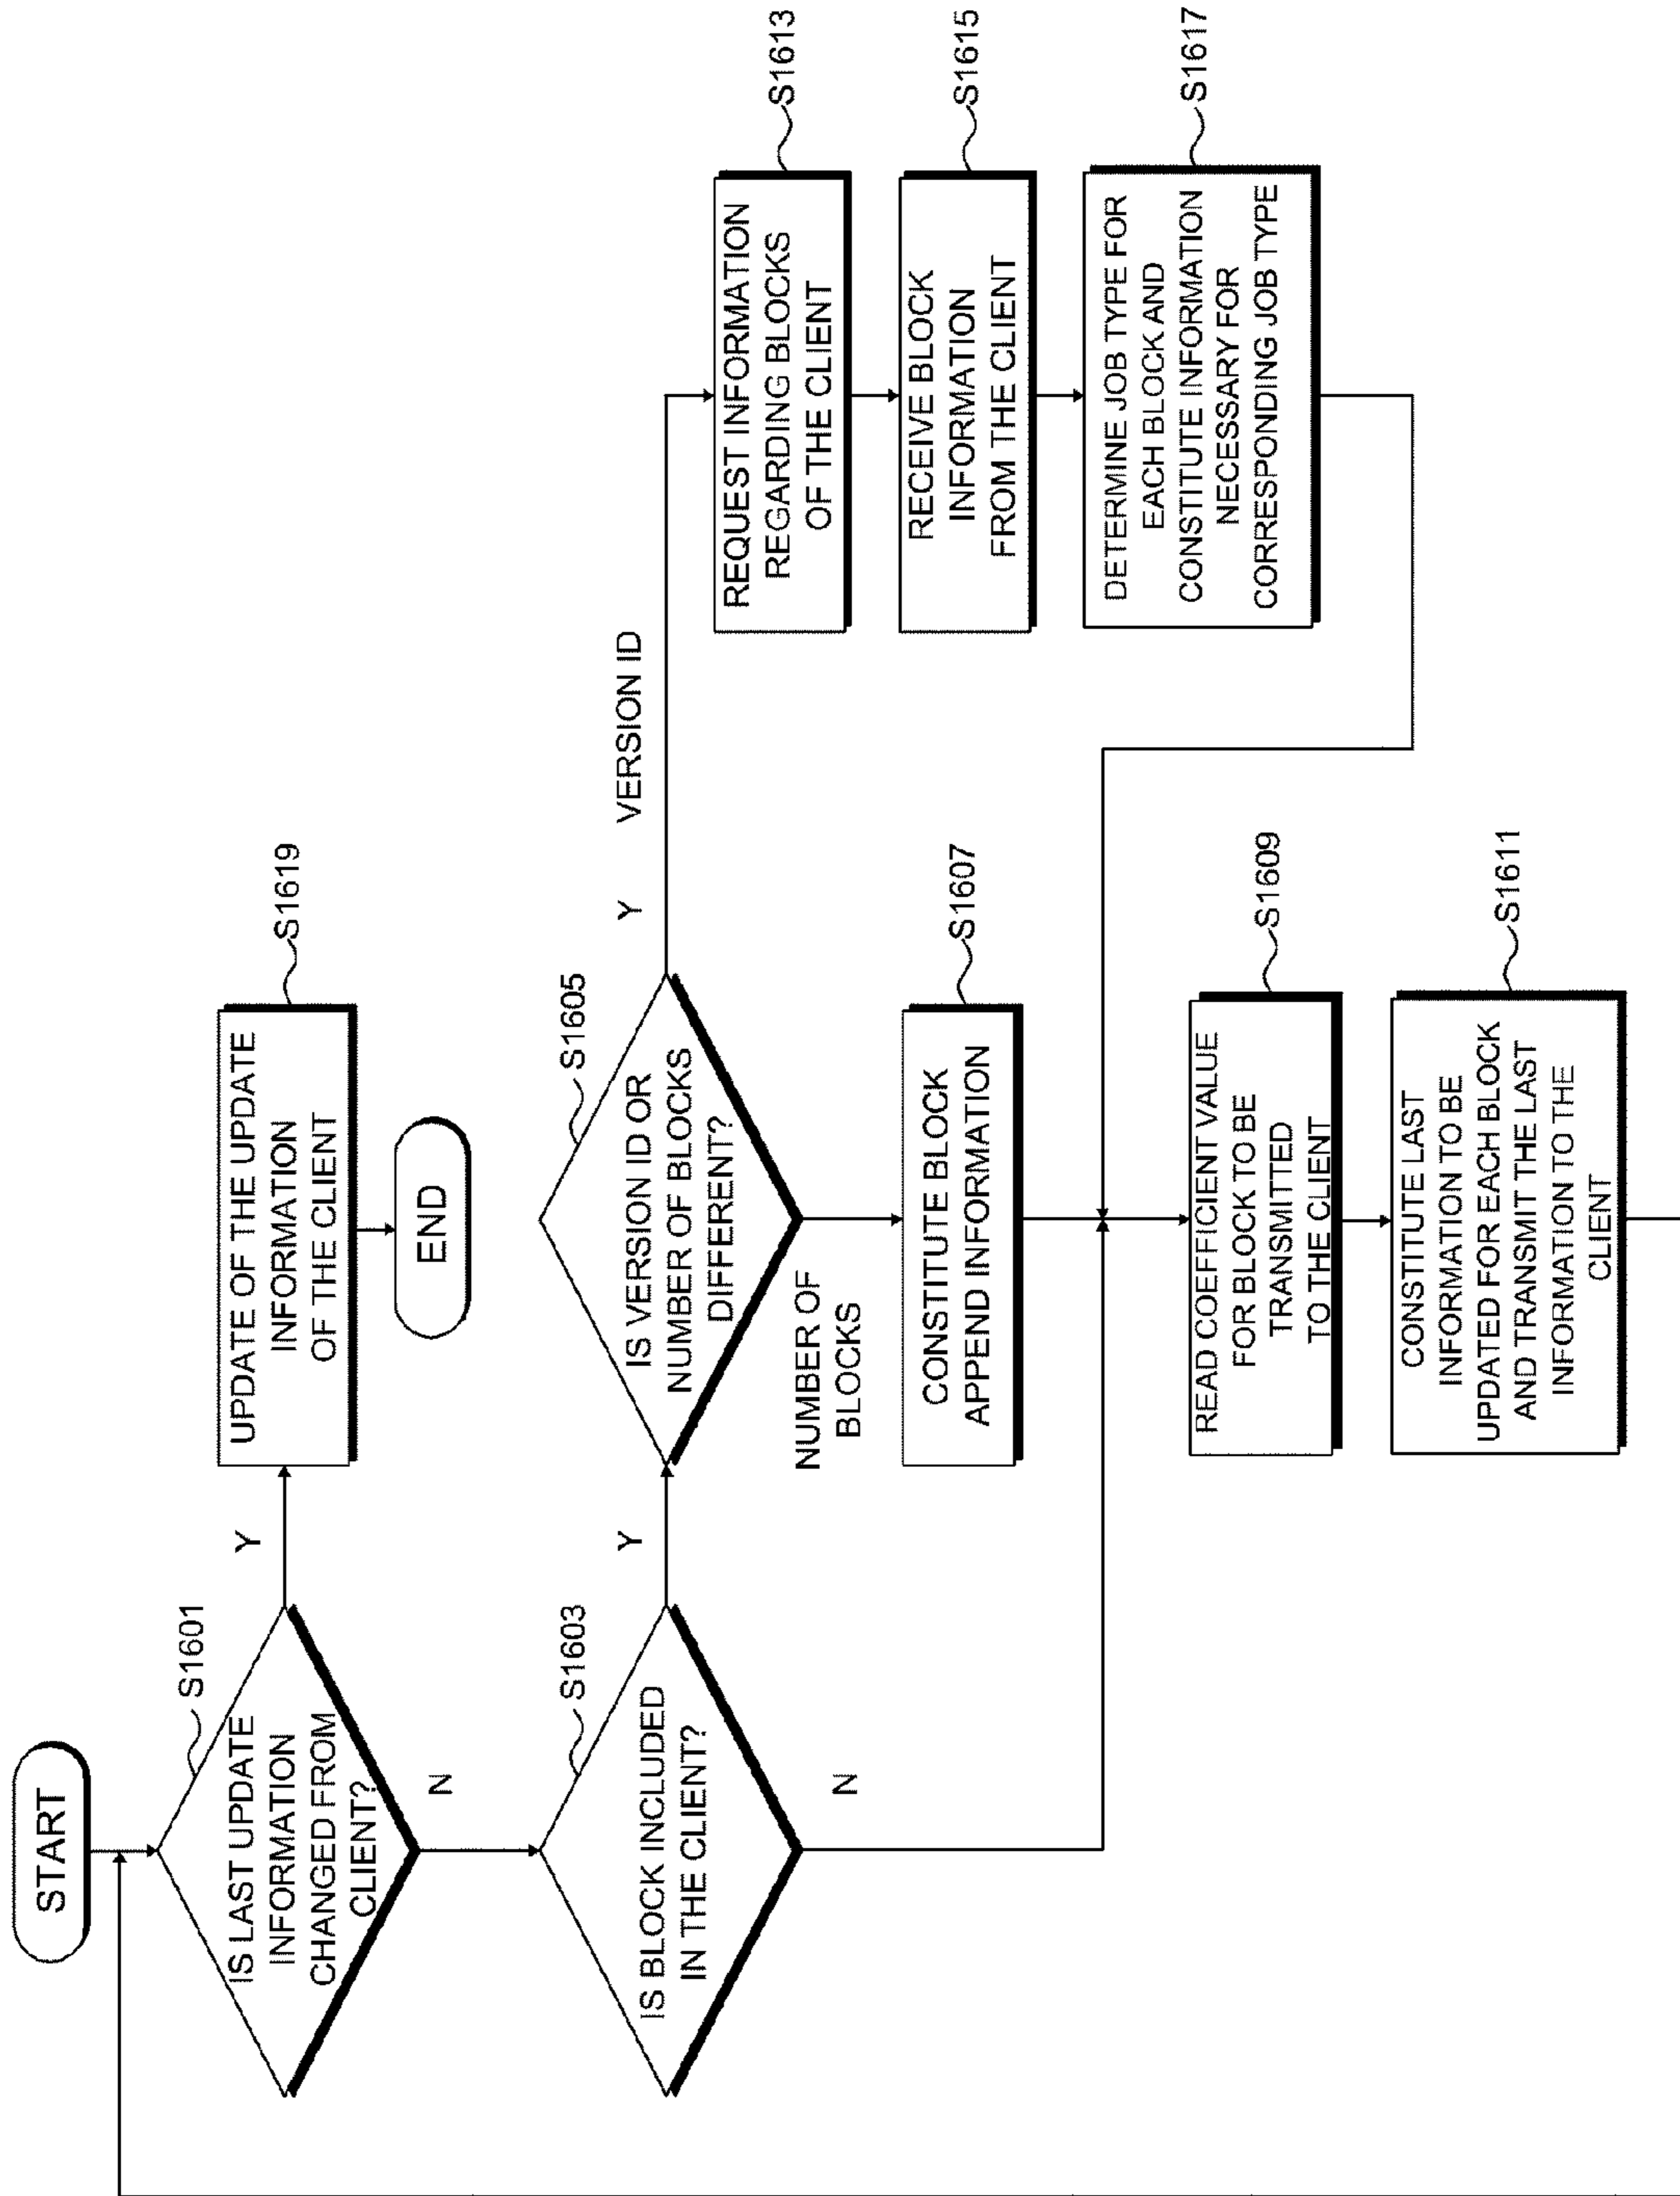 START
S1601
IS LAST UPDATE
INFORMATION
CHANGED FROM
CLIENT?
Y
N
UPDATE OF THE UPDATE
INFORMATION
OF THE CLIENT
S1619
END
S1603
IS BLOCK INCLUDED
IN THE CLIENT?
Y
N
S1605
IS VERSION ID OR
NUMBER OF BLOCKS
DIFFERENT?
Y
VERSION ID
NUMBER OF
BLOCKS
CONSTITUTE BLOCK
APPEND INFORMATION
S1607
READ COEFFICIENT VALUE
FOR BLOCK TO BE
TRANSMITTED
TO THE CLIENT
S1609
CONSTITUTE LAST
INFORMATION TO BE
UPDATED FOR EACH BLOCK
AND TRANSMIT THE LAST
INFORMATION TO THE
CLIENT
S1611
REQUEST INFORMATION
REGARDING BLOCKS
OF THE CLIENT
S1613
RECEIVE BLOCK
INFORMATION
FROM THE CLIENT
S1615
DETERMINE JOB TYPE FOR
EACH BLOCK AND
CONSTITUTE INFORMATION
NECESSARY FOR
CORRESPONDING JOB TYPE
S1617